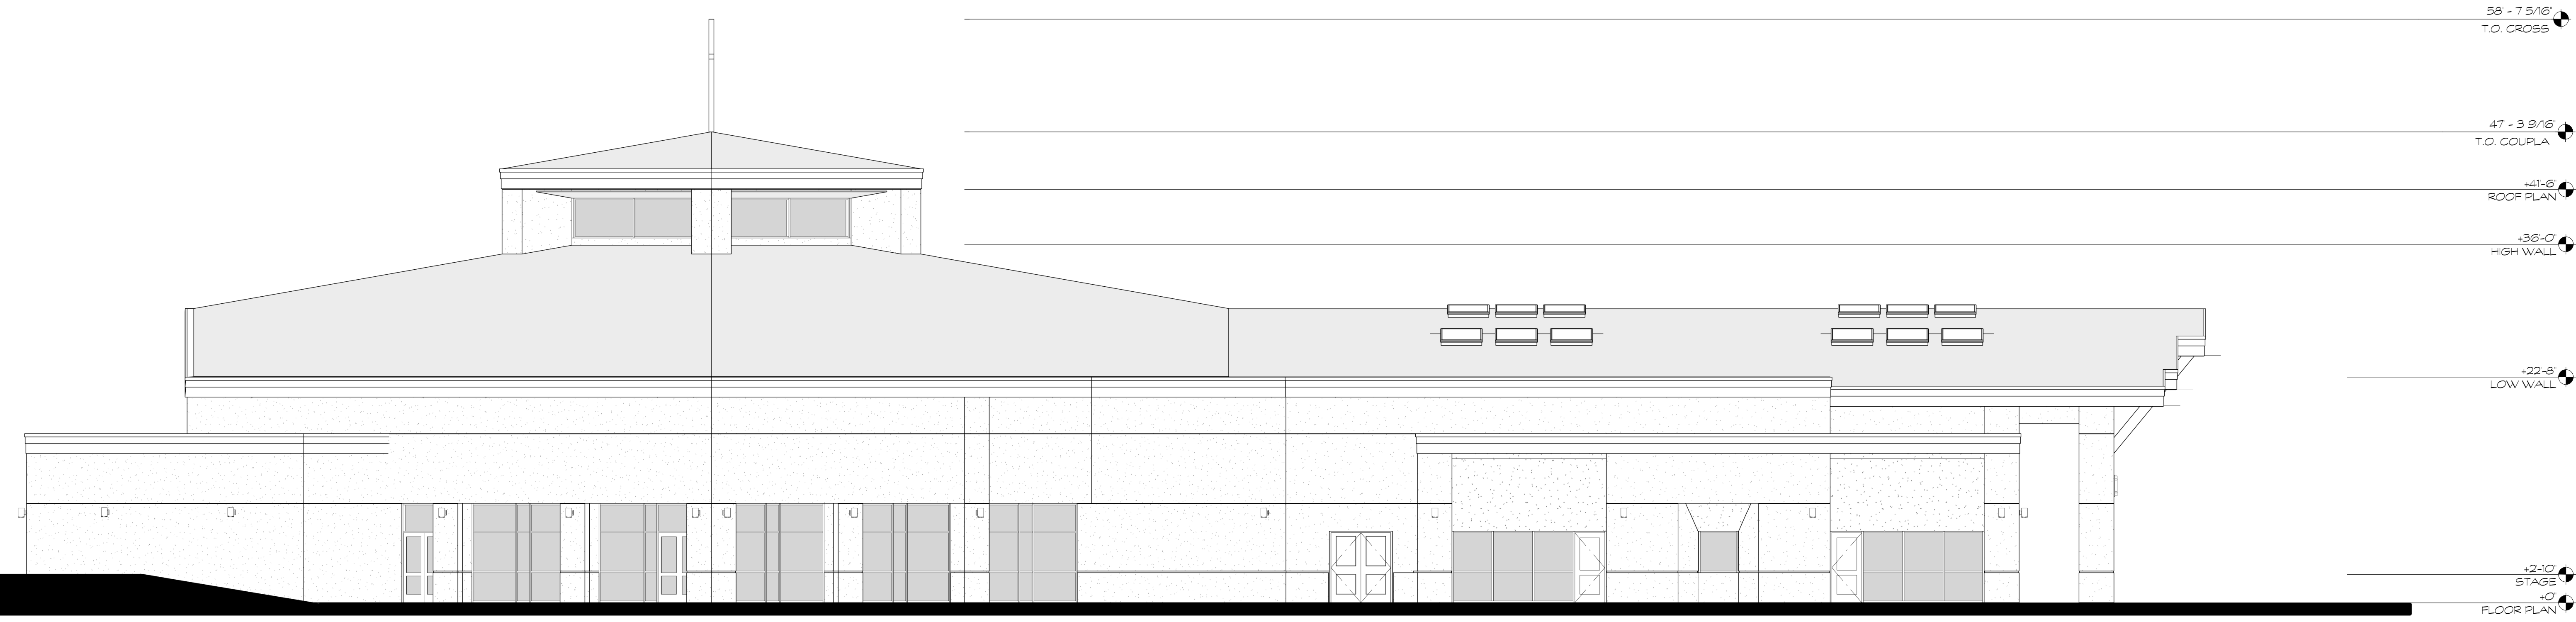 58' - 7 5/16"
T.O. CROSS
47 - 3 9/16"
T.O. COUPLA
+41'-6"
ROOF PLAN
+36'-0"
HIGH WALL
+22'-8"
LOW WALL
+2'-10"
STAGE
+0"
FLOOR PLAN